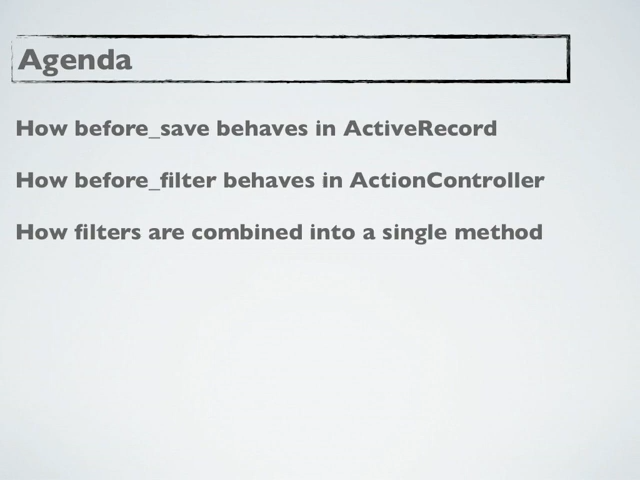 Agenda
How before_save behaves in ActiveRecord
How before_filter behaves in ActionController
How filters are combined into a single method